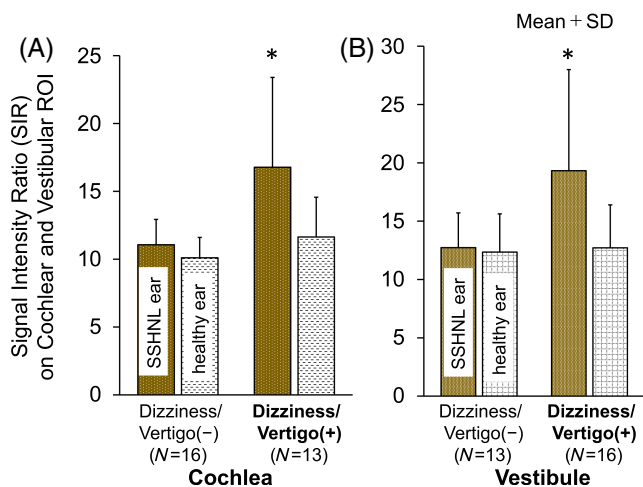 Mean + SD
(A)
(B)
Signal Intensity Ratio (SIR)
on Cochlear and Vestibular ROI
25
20
15
10
5
0
*
SSHNL ear
healthy ear
Dizziness/
Vertigo(−)
(N=16)
Dizziness/
Vertigo(+)
(N=13)
Cochlea
30
25
20
15
10
5
0
*
SSHNL ear
healthy ear
Dizziness/
Vertigo(−)
(N=13)
Dizziness/
Vertigo(+)
(N=16)
Vestibule